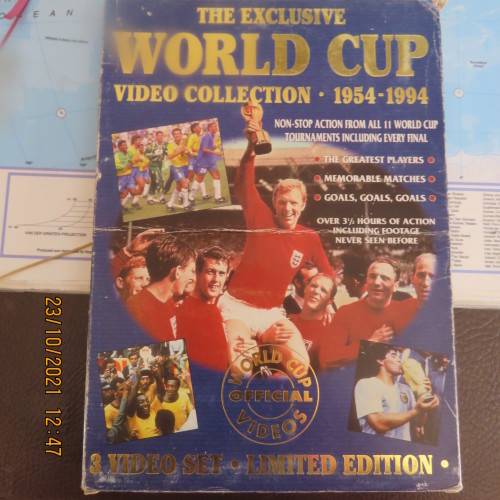 THE EXCLUSIVE
WORLD CUP
VIDEO COLLECTION · 1954-1994
NON-STOP ACTION FROM ALL 11 WORLD CUP
TOURNAMENTS INCLUDING EVERY FINAL
• THE GREATEST PLAYERS •
• MEMORABLE MATCHES •
• GOALS, GOALS, GOALS •
OVER 3½ HOURS OF ACTION
INCLUDING FOOTAGE
NEVER SEEN BEFORE
WORLD CUP
OFFICIAL
VIDEOS
3 VIDEO SET · LIMITED EDITION ·
23/10/2021 12:47
OCEAN